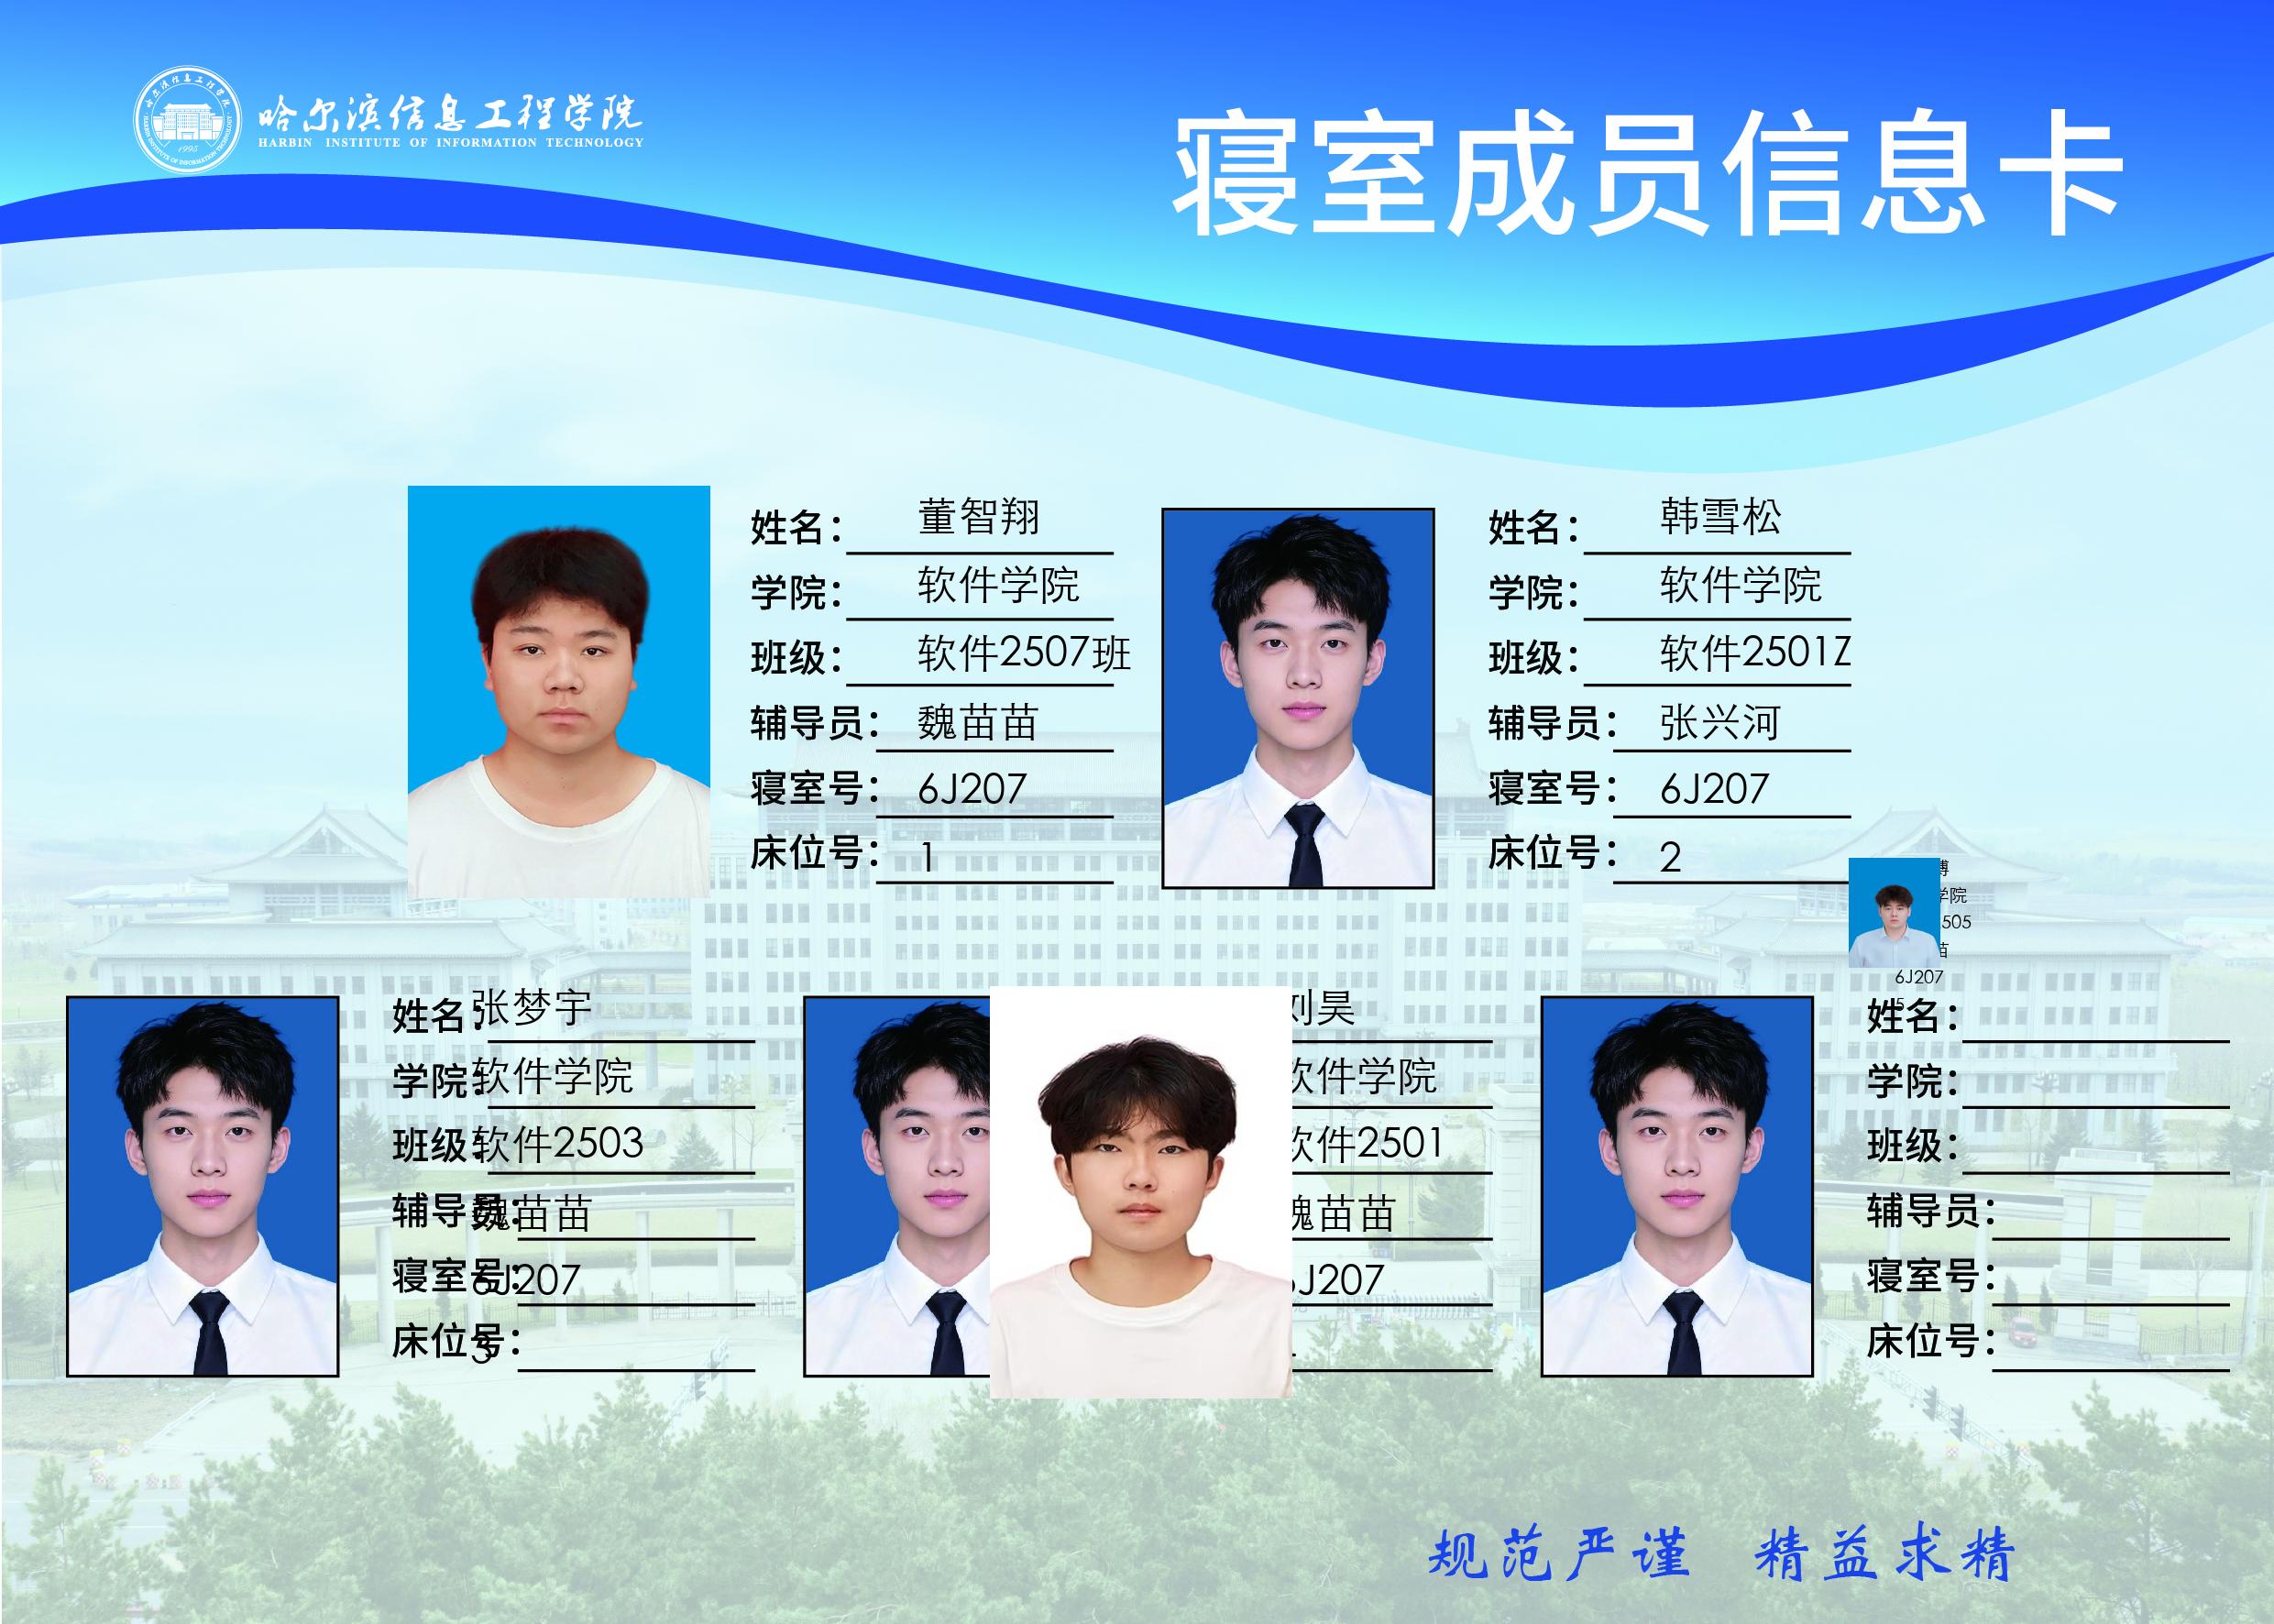 哈尔滨信息工程学院
HARBIN INSTITUTE OF INFORMATION TECHNOLOGY
1995
寝室成员信息卡
姓名： 董智翔
学院： 软件学院
班级： 软件2507班
辅导员： 魏苗苗
寝室号： 6J207
床位号： 1
姓名： 韩雪松
学院： 软件学院
班级： 软件2501Z
辅导员： 张兴河
寝室号： 6J207
床位号： 2
学院
505
苗
6J207
姓名：张梦宇
学院：软件学院
班级：软件2503
辅导员：魏苗苗
寝室号：6J207
床位号：3
刘昊
软件学院
软件2501
魏苗苗
6J207
姓名：
学院：
班级：
辅导员：
寝室号：
床位号：
规范严谨 精益求精